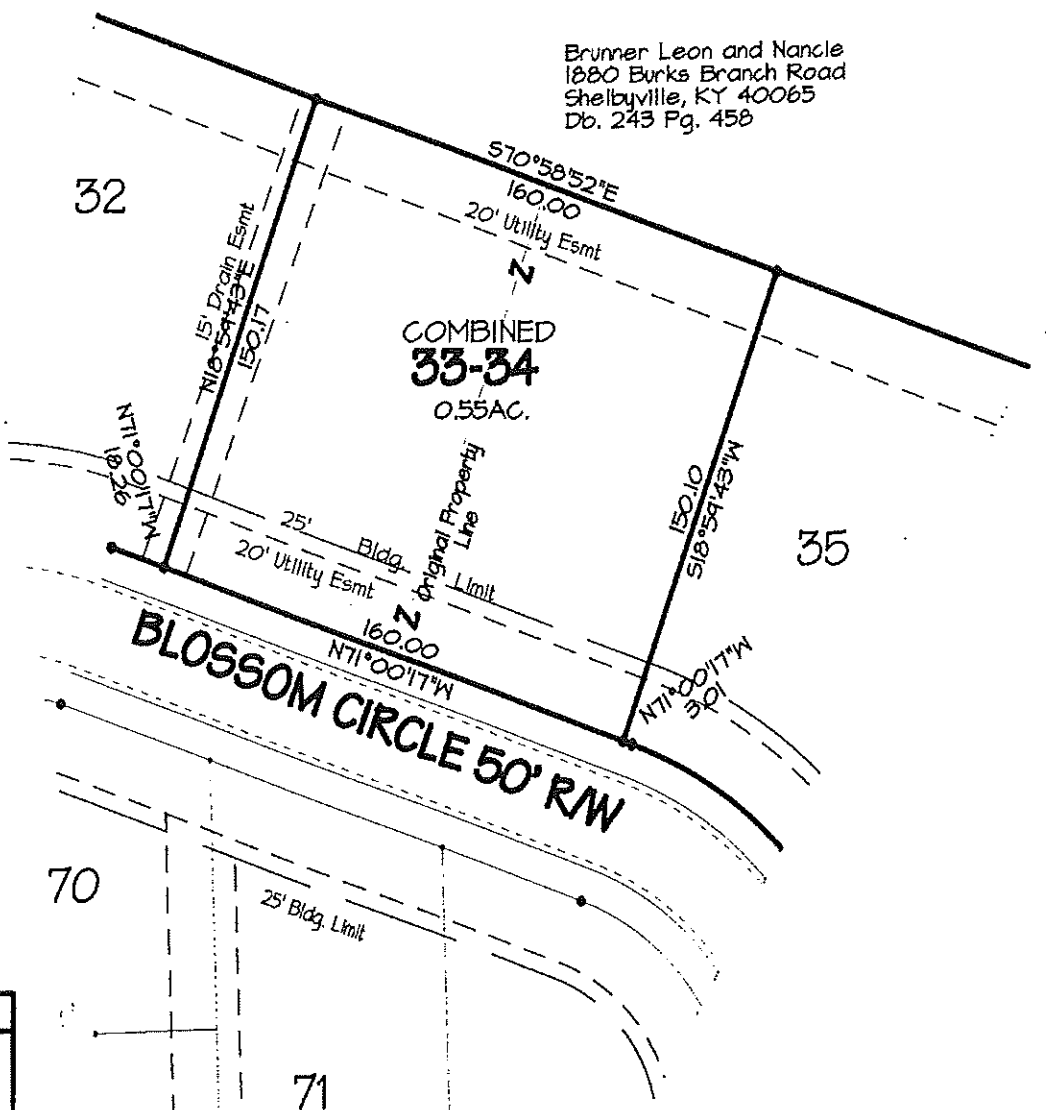 Brunner Leon and Nancie
1880 Burks Branch Road
Shelbyville, KY 40065
Db. 243 Pg. 458
S70°58'52"E
160.00
20' Utility Esmt
32
15' Drain Esmt
N18°59'43"E
150.17
Z
COMBINED
33-34
0.55AC.
Original Property
Line
150.10
S18°59'43"W
35
N71°00'17"W
18.26
25' Bldg. Limit
20' Utility Esmt
Z
160.00
N71°00'17"W
N71°00'17"W
3.01
BLOSSOM CIRCLE 50' R/W
70
25' Bldg. Limit
71